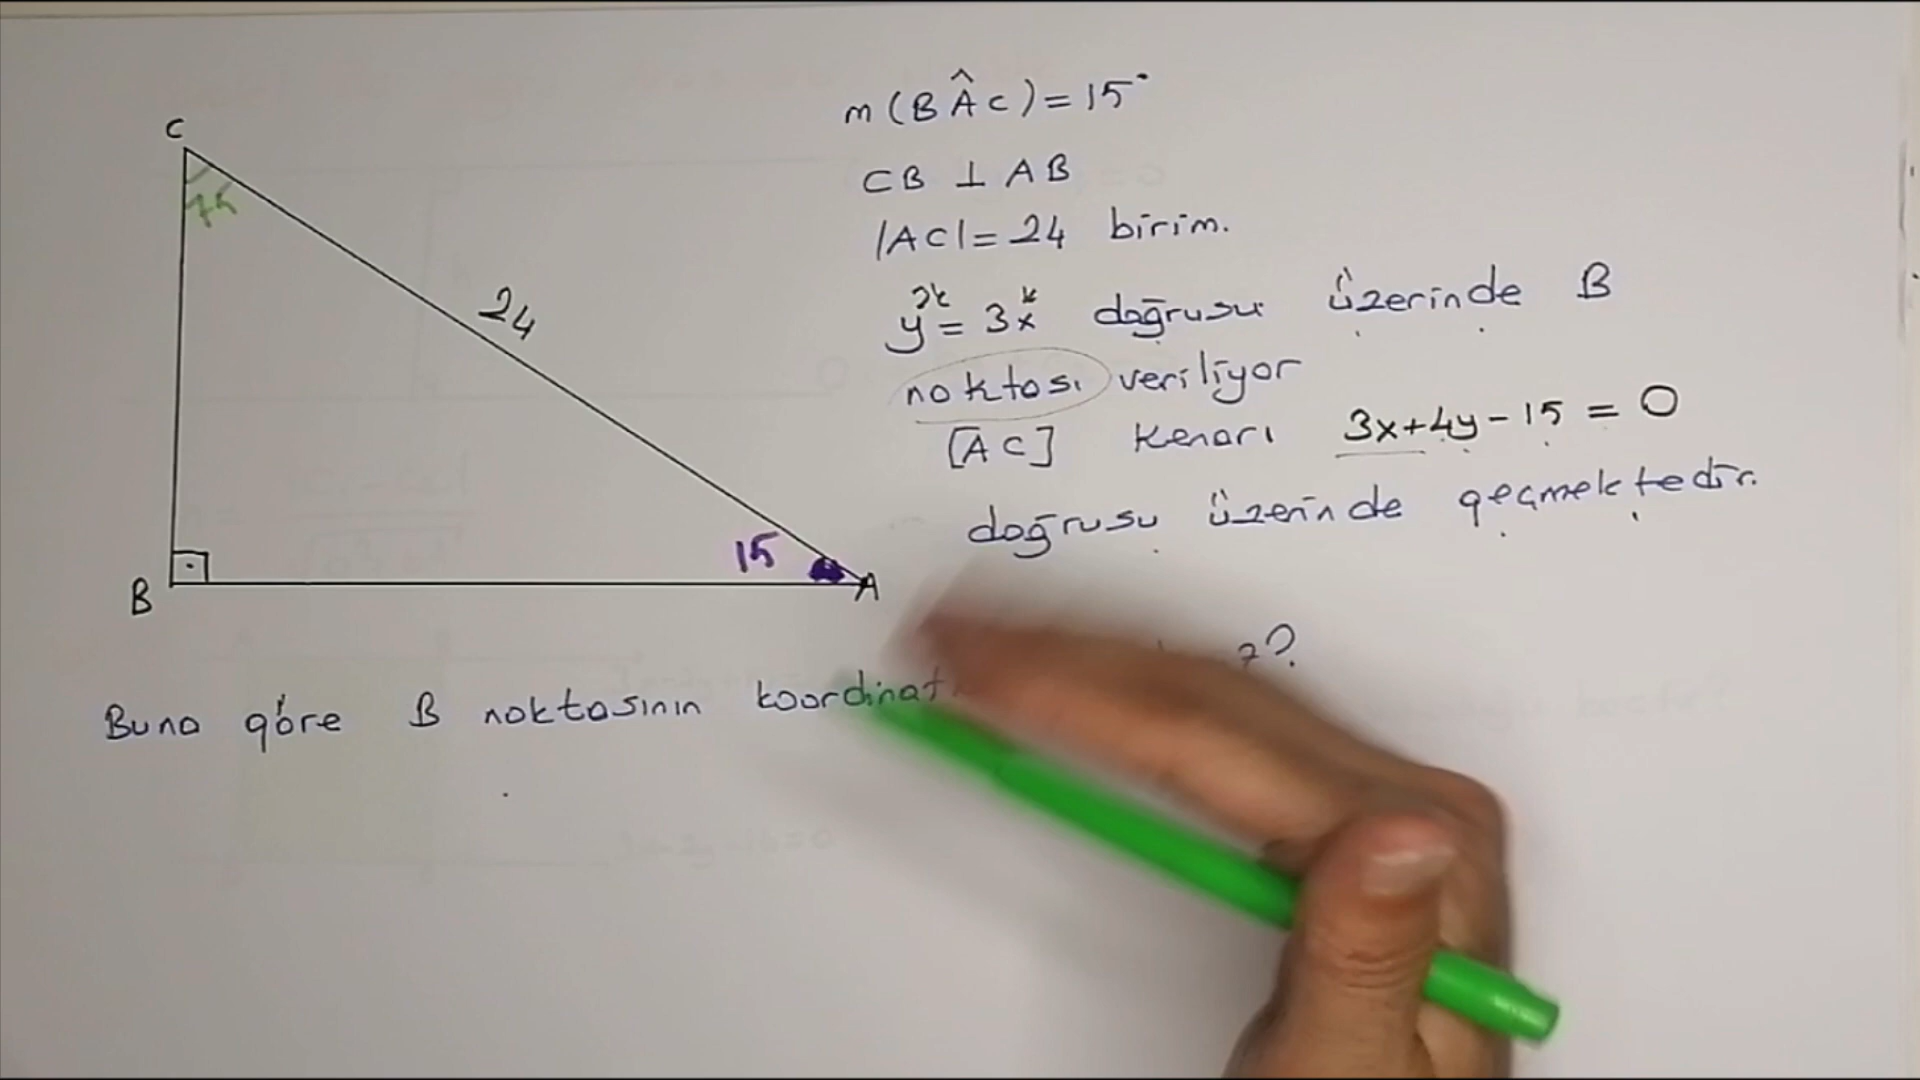 m(BÂC)=15°
CB ⊥ AB
|AC|=24 birim.
3k k
y = 3x doğrusu üzerinde B
noktası veriliyor
[AC] Kenarı 3x+4y-15=0
doğrusu üzerinde geçmektedir.
C
75
24
15
B
A
Buna göre B noktasının